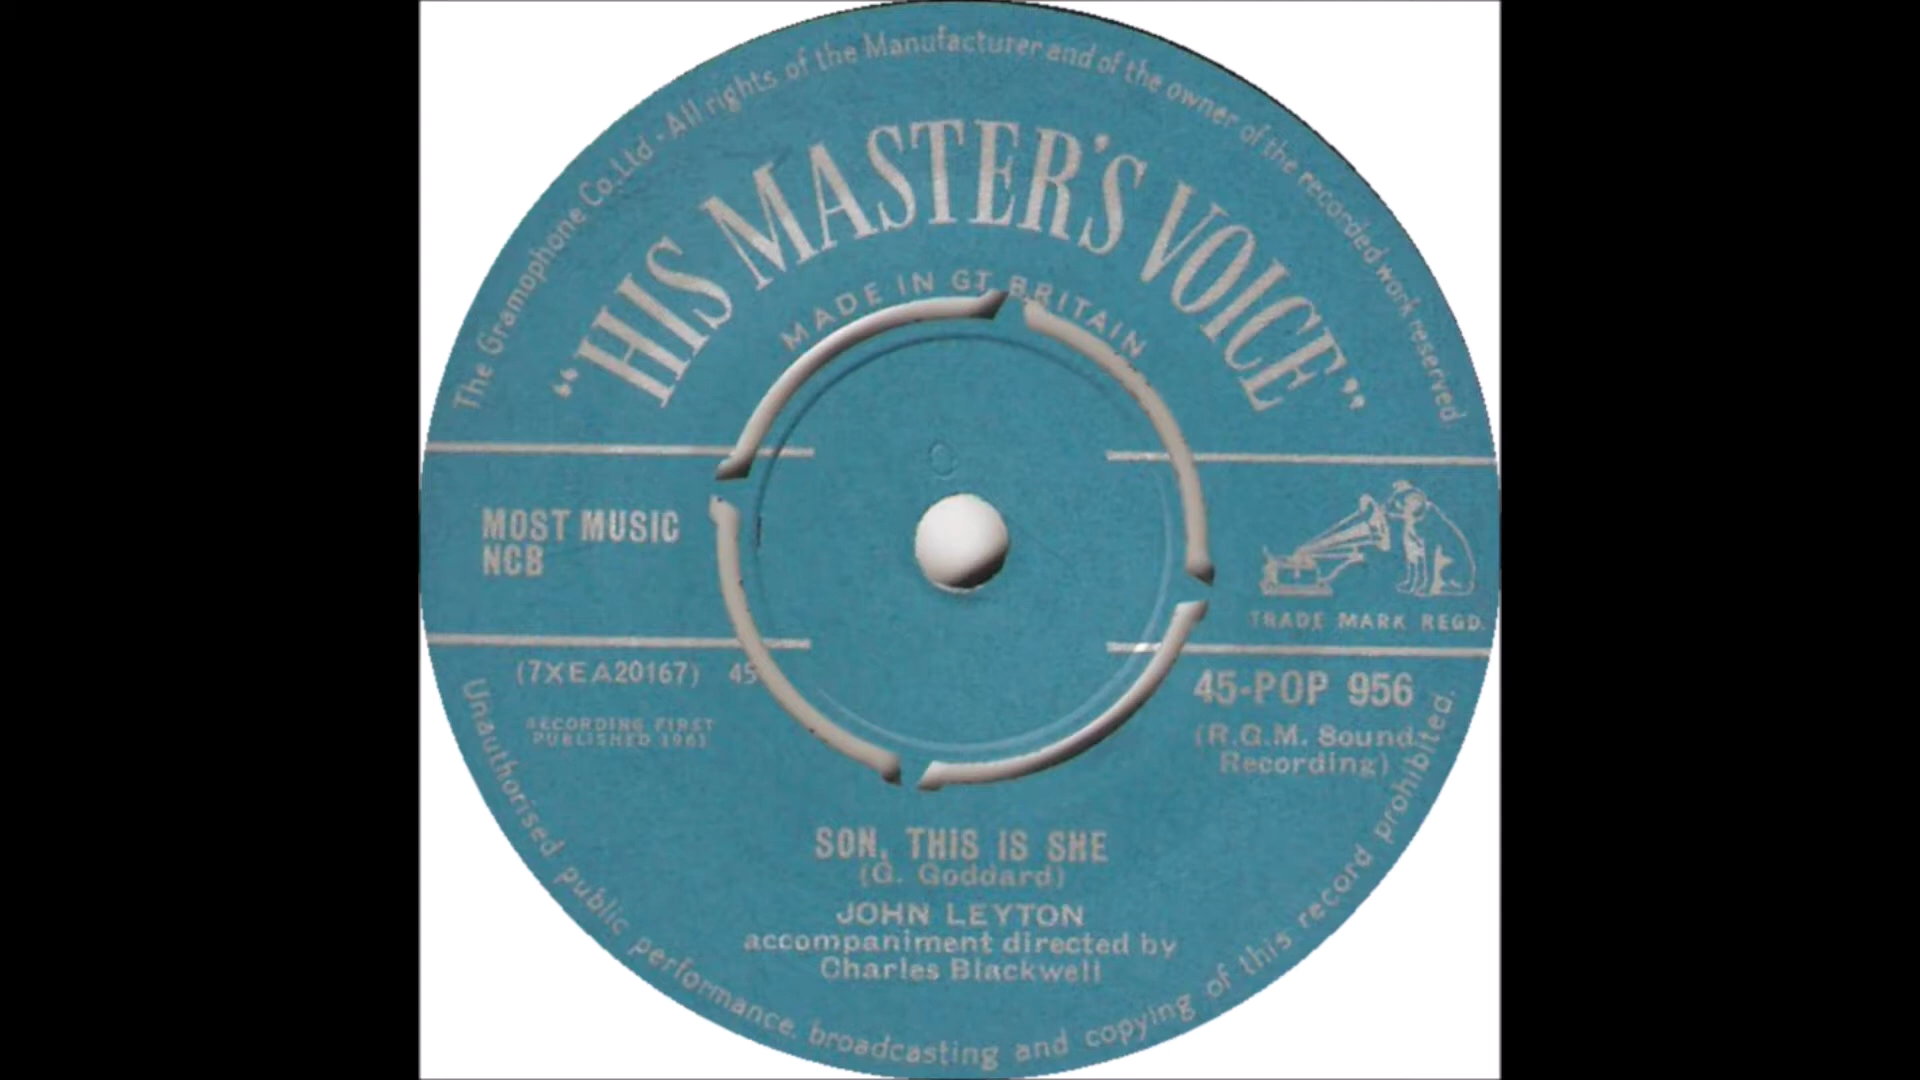 The Gramophone Co. Ltd · All rights of the Manufacturer and of the owner of the recorded work reserved
"HIS MASTER'S VOICE"
MADE IN GT. BRITAIN
MOST MUSIC
NCB
TRADE MARK REGD.
(7XEA20167) 45
45-POP 956
RECORDING FIRST
PUBLISHED 1961
(R.G.M. Sound
Recording)
SON, THIS IS SHE
(G. Goddard)
JOHN LEYTON
accompaniment directed by
Charles Blackwell
Unauthorised public performance, broadcasting and copying of this record prohibited.